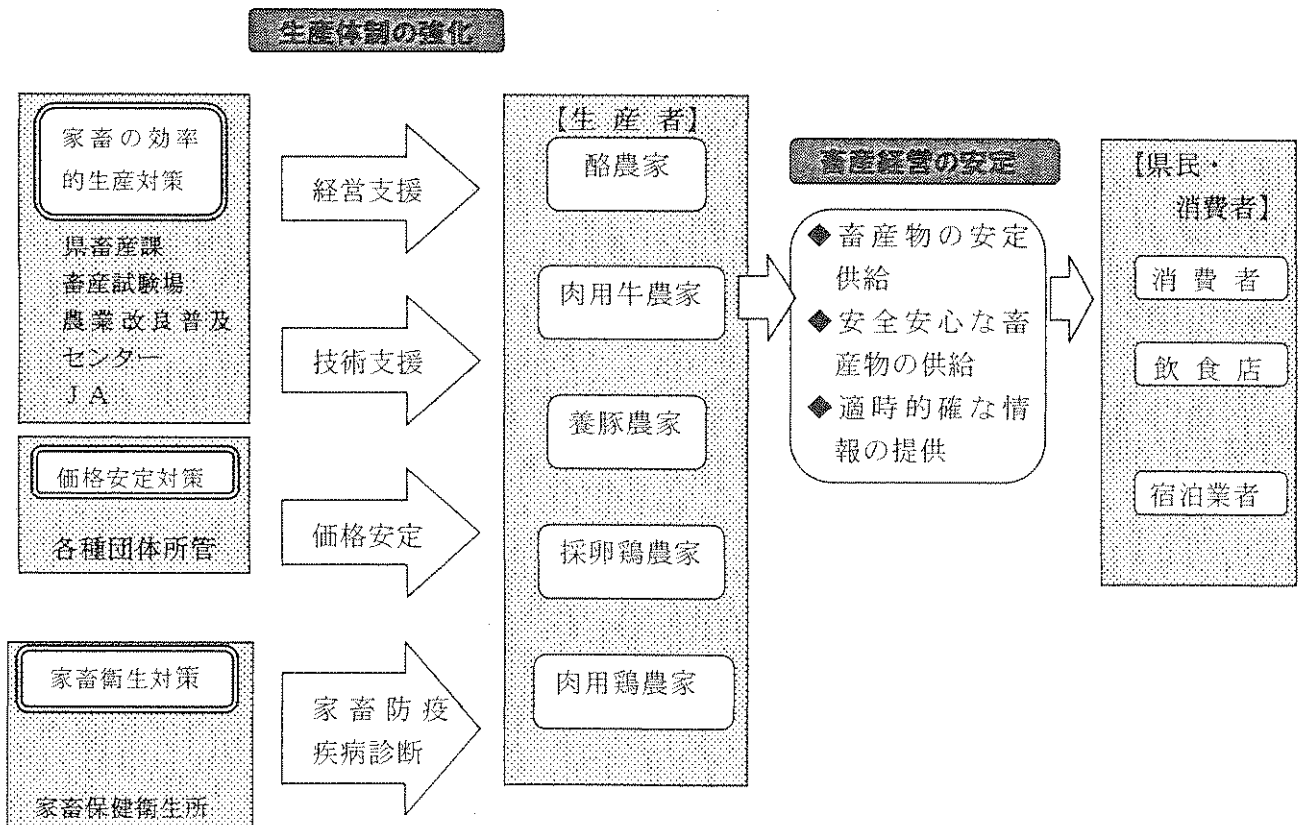 生産体制の強化
家畜の効率
的生産対策
県畜産課
畜産試験場
農業改良普及
センター
ＪＡ
価格安定対策
各種団体所管
家畜衛生対策
家畜保健衛生所
経営支援
技術支援
価格安定
家畜防疫
疾病診断
【生産者】
酪農家
肉用牛農家
養豚農家
採卵鶏農家
肉用鶏農家
畜産経営の安定
◆畜産物の安定
供給
◆安全安心な畜
産物の供給
◆適時的確な情
報の提供
【県民・
消費者】
消費者
飲食店
宿泊業者